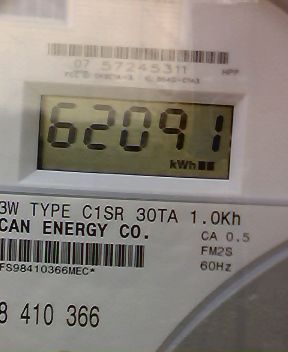 07 57245311
62091
kWh
3W TYPE C1SR 30TA 1.0Kh
CAN ENERGY CO.
CA 0.5
FM2S
60Hz
FS98410366MEC*
8 410 366